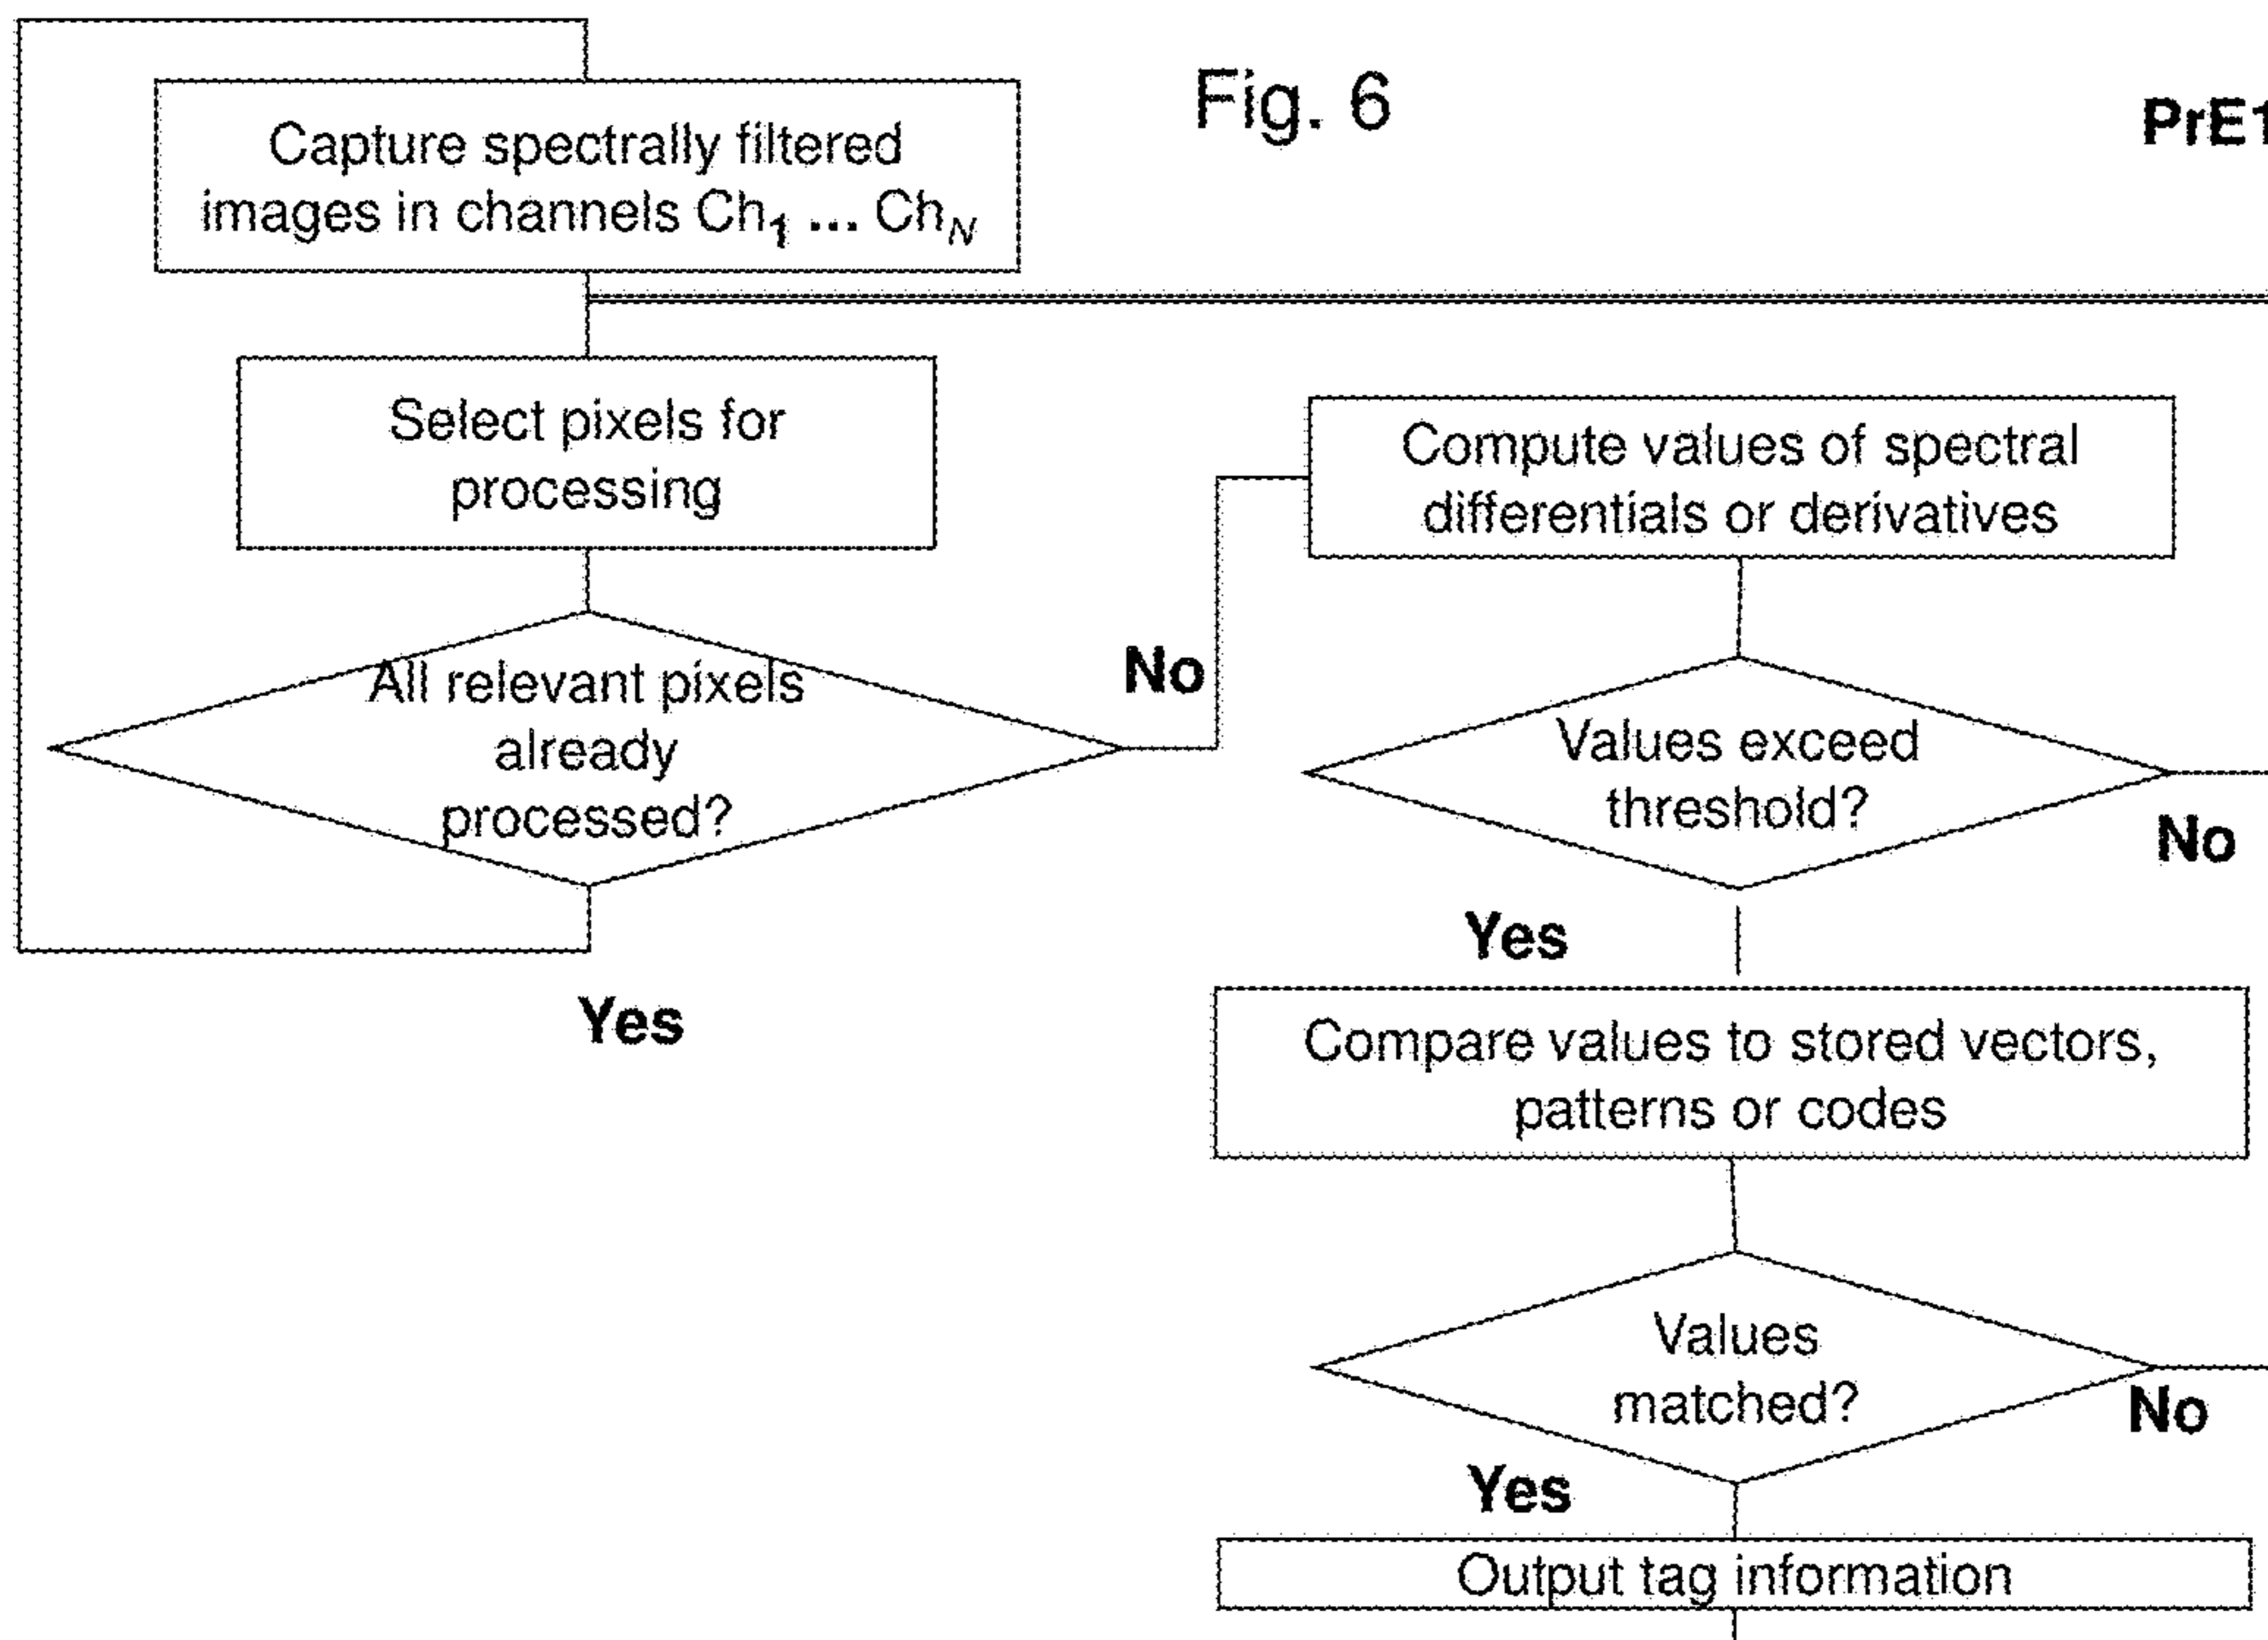 Fig. 6
PrE1
Capture spectrally filtered
images in channels Ch1 ... ChN
Select pixels for
processing
All relevant pixels
already
processed?
No
Yes
Compute values of spectral
differentials or derivatives
Values exceed
threshold?
No
Yes
Compare values to stored vectors,
patterns or codes
Values
matched?
No
Yes
Output tag information